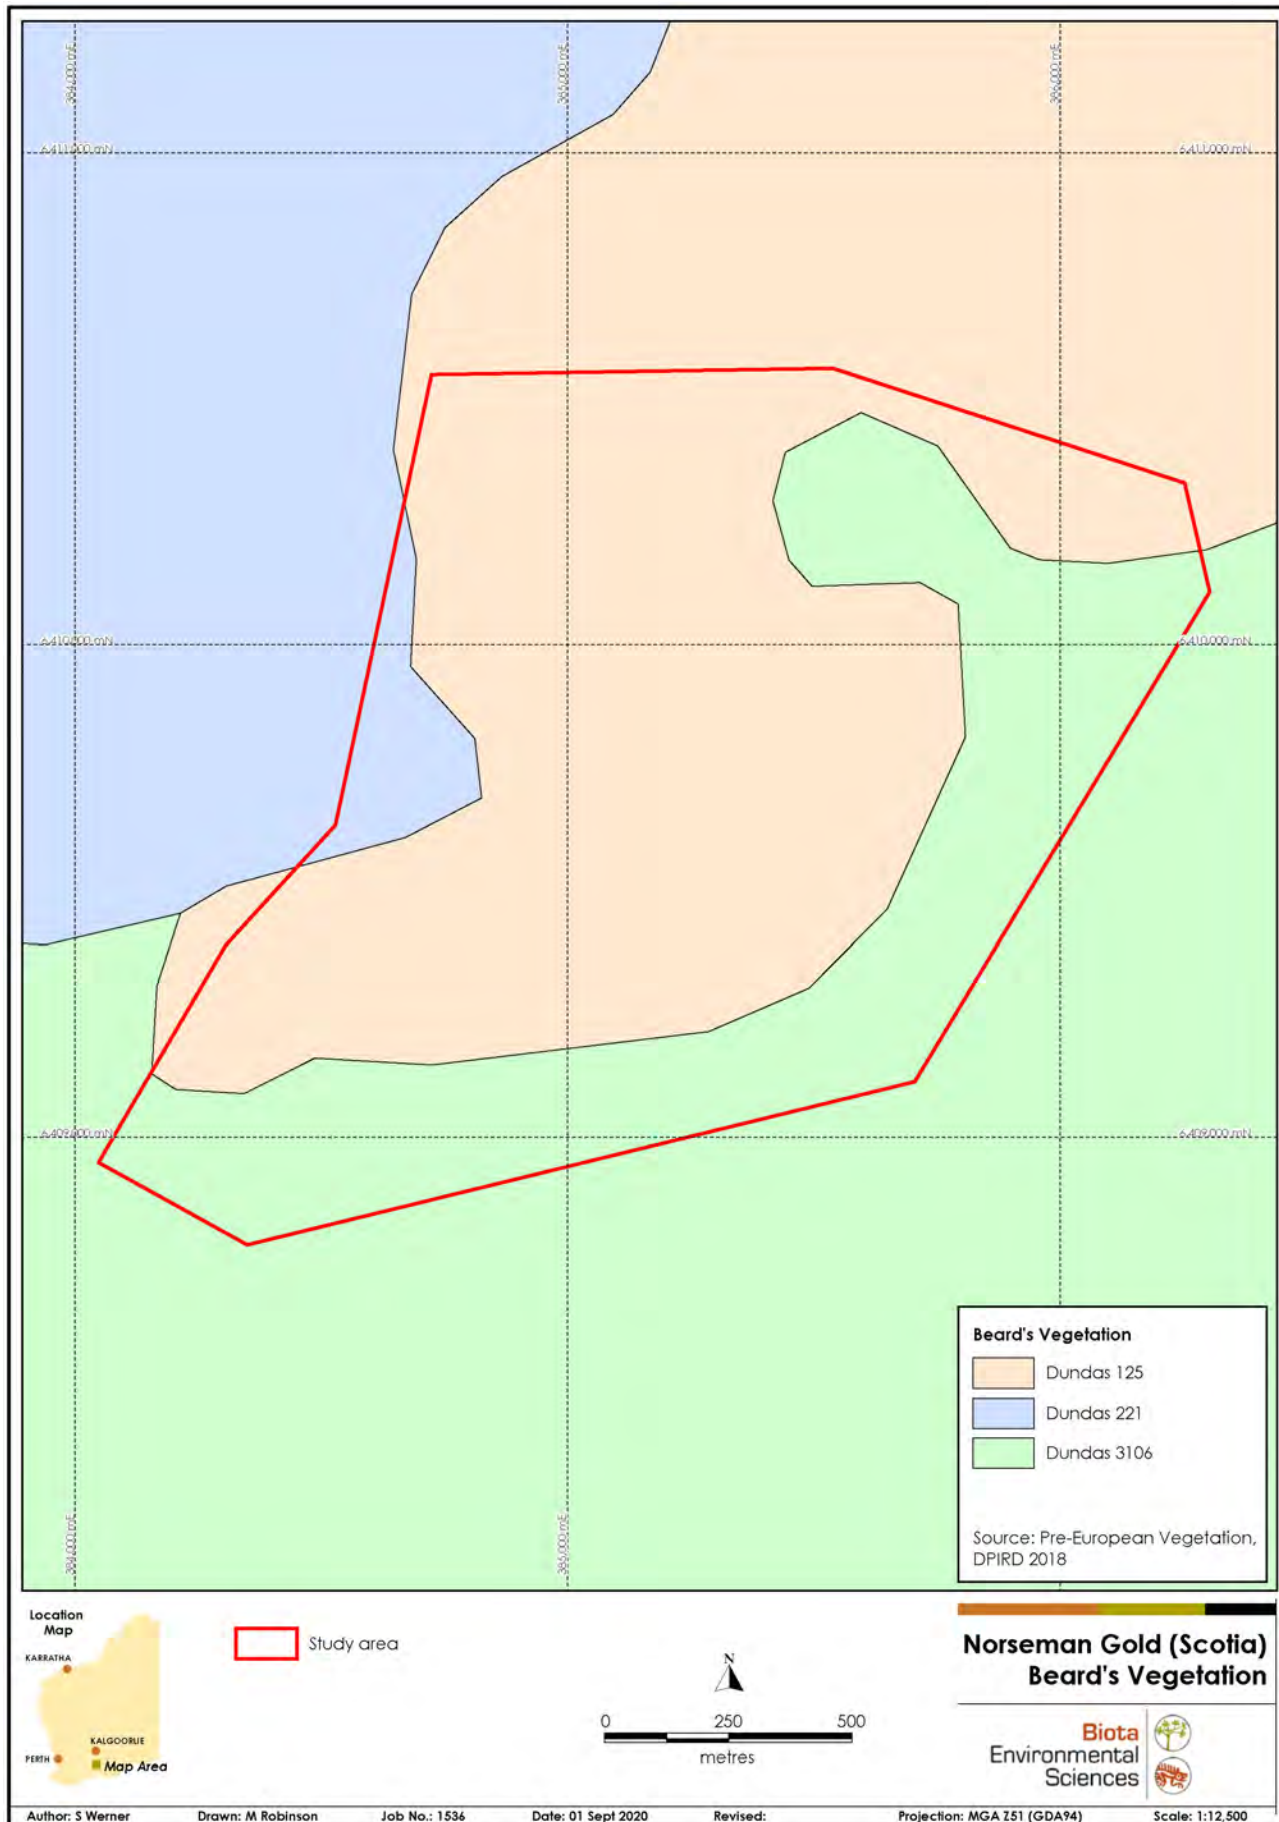 384,000 mE
385,000 mE
386,000 mE
6,411,000 mN
6,411,000 mN
6,410,000 mN
6,410,000 mN
6,409,000 mN
6,409,000 mN
384,000 mE
385,000 mE
Beard's Vegetation
Dundas 125
Dundas 221
Dundas 3106
Source: Pre-European Vegetation,
DPIRD 2018
Location
Map
KARRATHA
KALGOORLIE
PERTH
Map Area
Study area
N
0 250 500
metres
Norseman Gold (Scotia)
Beard's Vegetation
Biota
Environmental
Sciences
Author: S Werner Drawn: M Robinson Job No.: 1536 Date: 01 Sept 2020 Revised: Projection: MGA Z51 (GDA94) Scale: 1:12,500